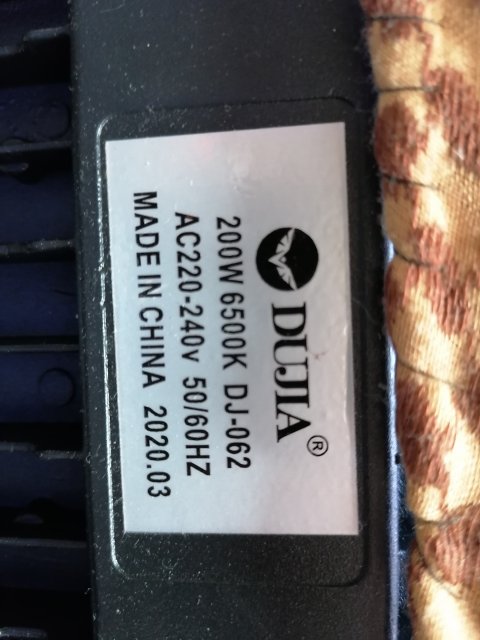 DUJIA®
200W 6500K DJ-062
AC220-240v 50/60HZ
MADE IN CHINA 2020.03